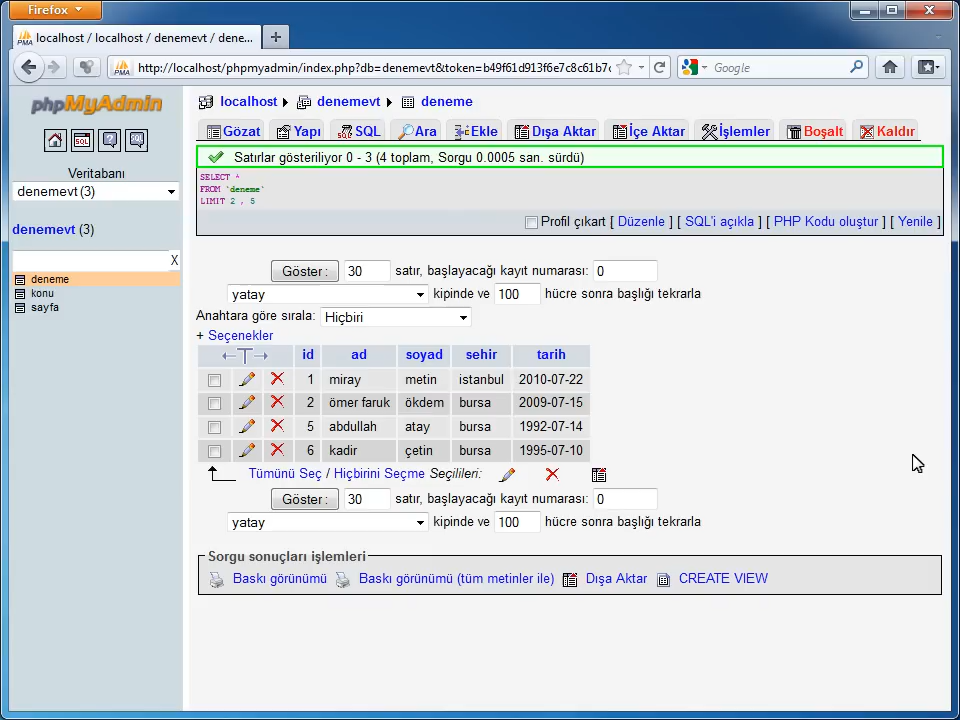 Firefox
localhost / localhost / denemevt / dene...
http://localhost/phpmyadmin/index.php?db=denemevt&token=b49f61d913f6e7c8c61b7c
Google
phpMyAdmin
Veritabanı
denemevt (3)
denemevt (3)
X
deneme
konu
sayfa
localhost denemevt deneme
Gözat Yapı SQL Ara Ekle Dışa Aktar İçe Aktar İşlemler Boşalt Kaldır
Satırlar gösteriliyor 0 - 3 (4 toplam, Sorgu 0.0005 san. sürdü)
SELECT *
FROM `deneme`
LIMIT 2 , 5
Profil çıkart [ Düzenle ] [ SQL'i açıkla ] [ PHP Kodu oluştur ] [ Yenile ]
Göster : 30 satır, başlayacağı kayıt numarası: 0
yatay kipinde ve 100 hücre sonra başlığı tekrarla
Anahtara göre sırala: Hiçbiri
+ Seçenekler
←T→ id ad soyad sehir tarih
1 miray metin istanbul 2010-07-22
2 ömer faruk ökdem bursa 2009-07-15
5 abdullah atay bursa 1992-07-14
6 kadir çetin bursa 1995-07-10
Tümünü Seç / Hiçbirini Seçme Seçilileri:
Göster : 30 satır, başlayacağı kayıt numarası: 0
yatay kipinde ve 100 hücre sonra başlığı tekrarla
Sorgu sonuçları işlemleri
Baskı görünümü Baskı görünümü (tüm metinler ile) Dışa Aktar CREATE VIEW